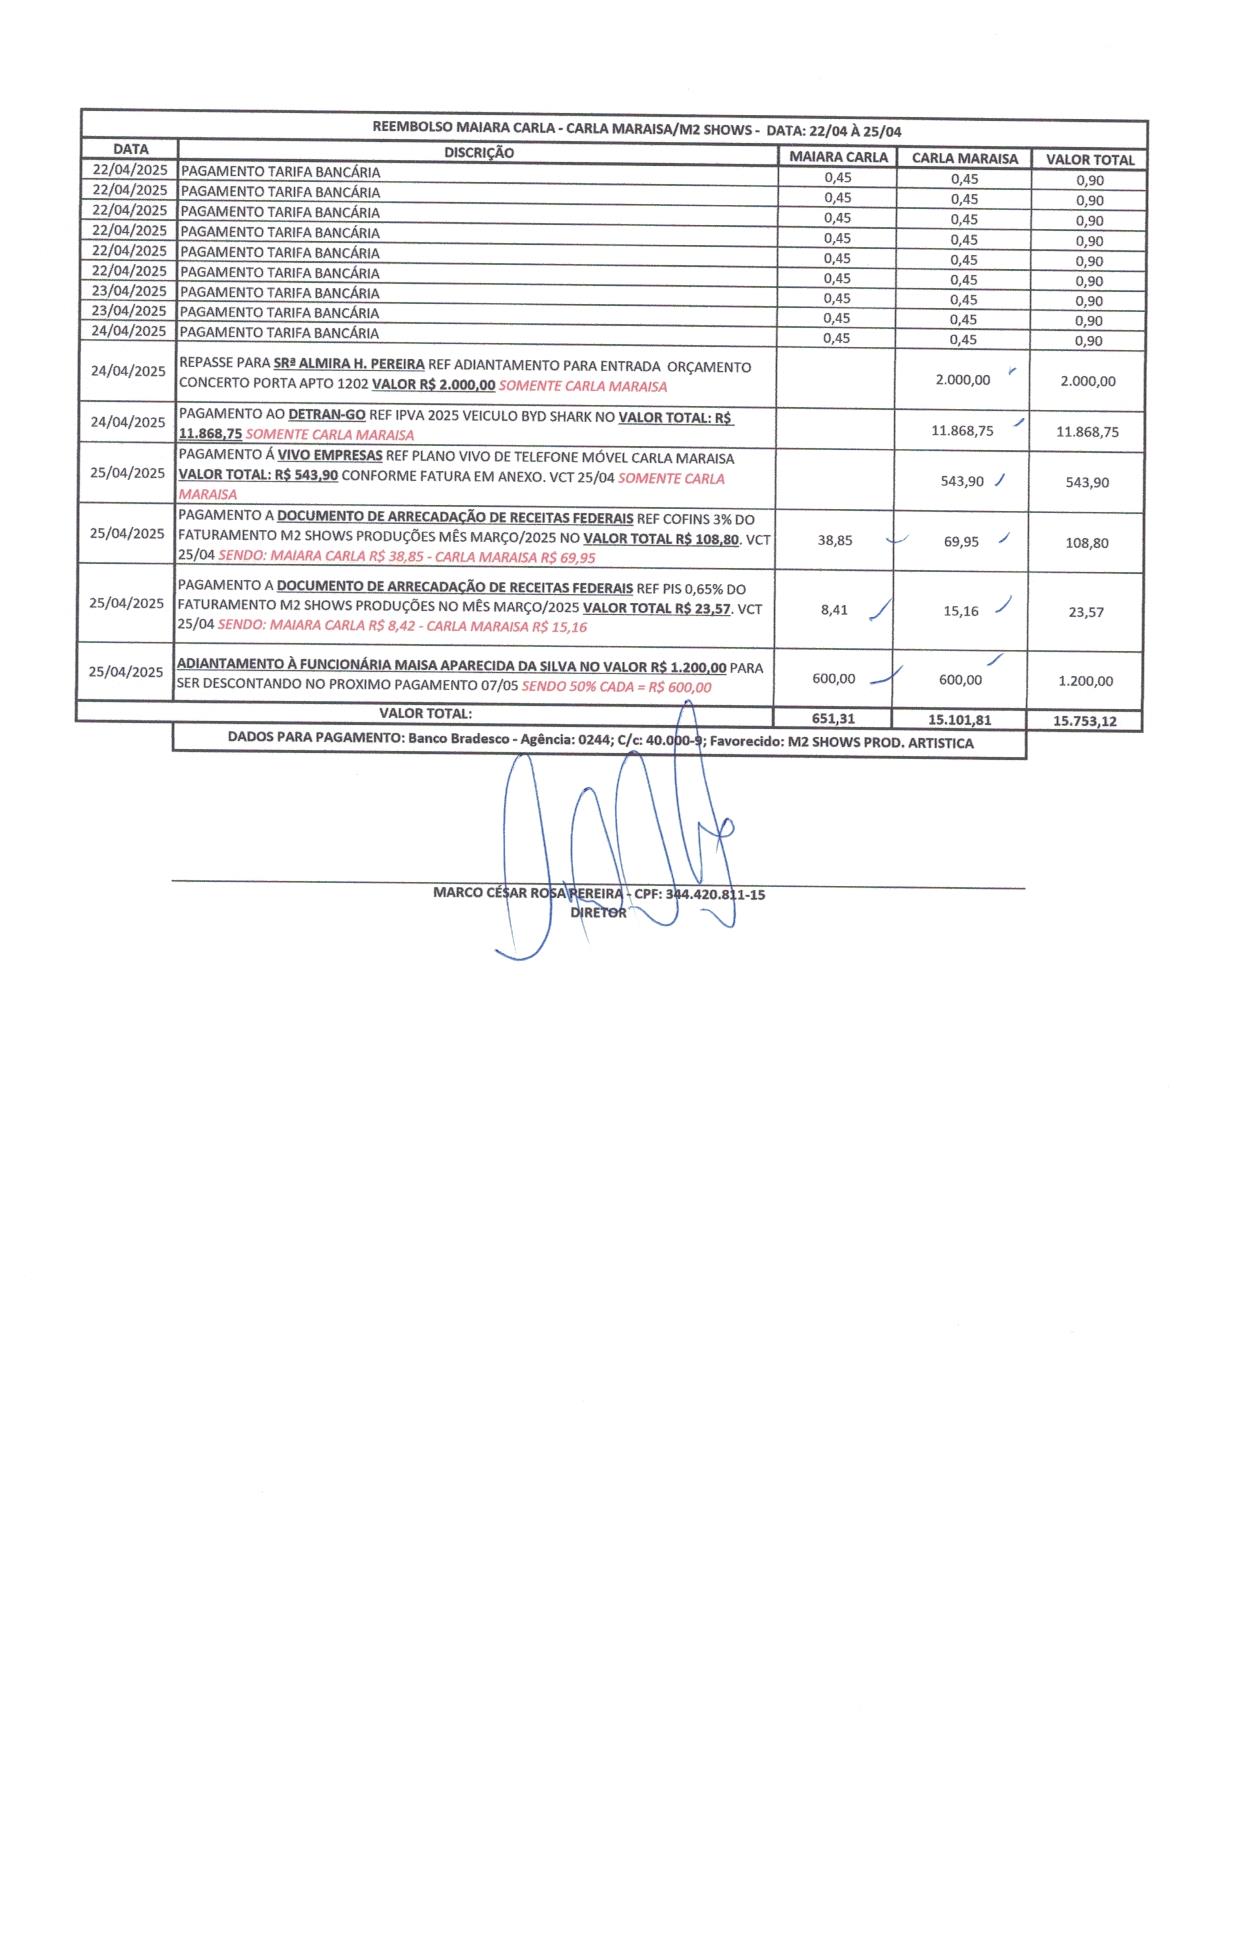 REEMBOLSO MAIARA CARLA - CARLA MARAISA/M2 SHOWS - DATA: 22/04 À 25/04
DATA DISCRIÇÃO MAIARA CARLA CARLA MARAISA VALOR TOTAL
22/04/2025 PAGAMENTO TARIFA BANCÁRIA 0,45 0,45 0,90
22/04/2025 PAGAMENTO TARIFA BANCÁRIA 0,45 0,45 0,90
22/04/2025 PAGAMENTO TARIFA BANCÁRIA 0,45 0,45 0,90
22/04/2025 PAGAMENTO TARIFA BANCÁRIA 0,45 0,45 0,90
22/04/2025 PAGAMENTO TARIFA BANCÁRIA 0,45 0,45 0,90
22/04/2025 PAGAMENTO TARIFA BANCÁRIA 0,45 0,45 0,90
23/04/2025 PAGAMENTO TARIFA BANCÁRIA 0,45 0,45 0,90
23/04/2025 PAGAMENTO TARIFA BANCÁRIA 0,45 0,45 0,90
24/04/2025 PAGAMENTO TARIFA BANCÁRIA 0,45 0,45 0,90
REPASSE PARA SRª ALMIRA H. PEREIRA REF ADIANTAMENTO PARA ENTRADA ORÇAMENTO
24/04/2025 CONCERTO PORTA APTO 1202 VALOR R$ 2.000,00 SOMENTE CARLA MARAISA 2.000,00 2.000,00
PAGAMENTO AO DETRAN-GO REF IPVA 2025 VEICULO BYD SHARK NO VALOR TOTAL: R$
24/04/2025 11.868,75 SOMENTE CARLA MARAISA 11.868,75 11.868,75
PAGAMENTO Á VIVO EMPRESAS REF PLANO VIVO DE TELEFONE MÓVEL CARLA MARAISA
25/04/2025 VALOR TOTAL: R$ 543,90 CONFORME FATURA EM ANEXO. VCT 25/04 SOMENTE CARLA 543,90 543,90
MARAISA
PAGAMENTO A DOCUMENTO DE ARRECADAÇÃO DE RECEITAS FEDERAIS REF COFINS 3% DO
25/04/2025 FATURAMENTO M2 SHOWS PRODUÇÕES MÊS MARÇO/2025 NO VALOR TOTAL R$ 108,80. VCT 38,85 69,95 108,80
25/04 SENDO: MAIARA CARLA R$ 38,85 - CARLA MARAISA R$ 69,95
PAGAMENTO A DOCUMENTO DE ARRECADAÇÃO DE RECEITAS FEDERAIS REF PIS 0,65% DO
25/04/2025 FATURAMENTO M2 SHOWS PRODUÇÕES NO MÊS MARÇO/2025 VALOR TOTAL R$ 23,57. VCT 8,41 15,16 23,57
25/04 SENDO: MAIARA CARLA R$ 8,42 - CARLA MARAISA R$ 15,16
ADIANTAMENTO À FUNCIONÁRIA MAISA APARECIDA DA SILVA NO VALOR R$ 1.200,00 PARA
25/04/2025 SER DESCONTANDO NO PROXIMO PAGAMENTO 07/05 SENDO 50% CADA = R$ 600,00 600,00 600,00 1.200,00
VALOR TOTAL: 651,31 15.101,81 15.753,12
DADOS PARA PAGAMENTO: Banco Bradesco - Agência: 0244; C/c: 40.000-9; Favorecido: M2 SHOWS PROD. ARTISTICA
MARCO CÉSAR ROSA PEREIRA - CPF: 344.420.811-15
DIRETOR